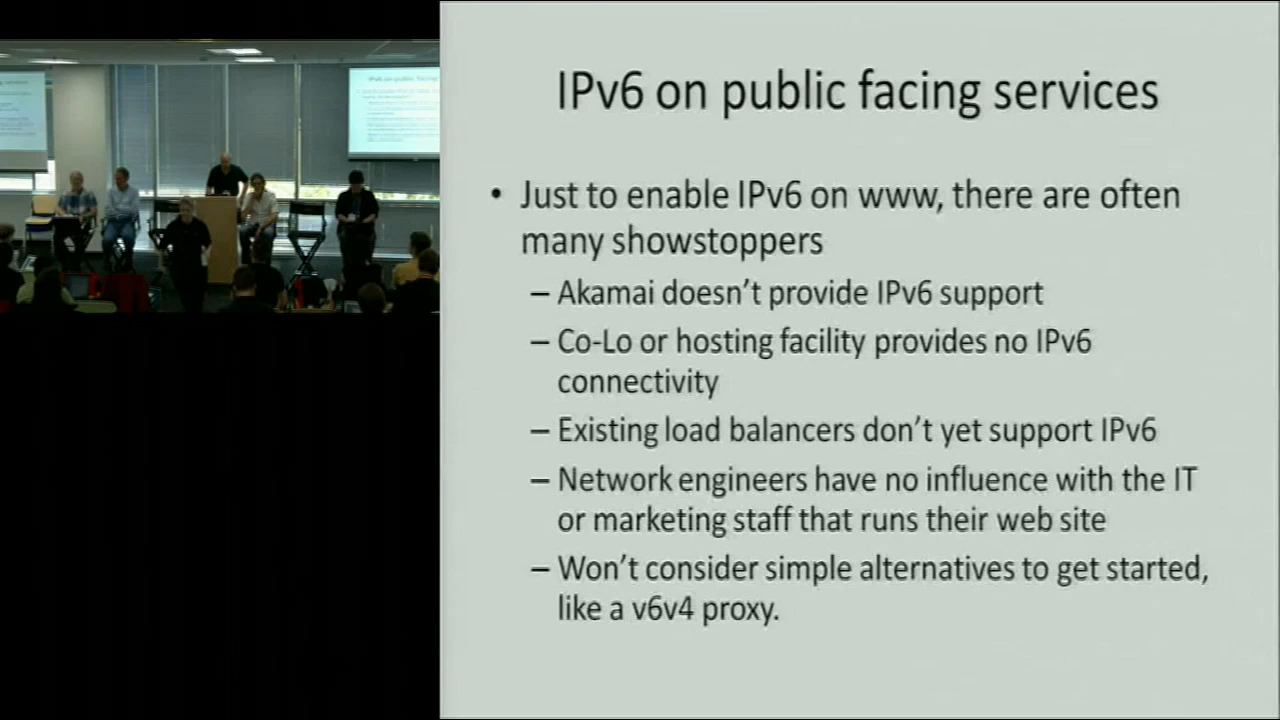 IPv6 on public facing services
• Just to enable IPv6 on www, there are often
many showstoppers
– Akamai doesn't provide IPv6 support
– Co-Lo or hosting facility provides no IPv6
connectivity
– Existing load balancers don't yet support IPv6
– Network engineers have no influence with the IT
or marketing staff that runs their web site
– Won't consider simple alternatives to get started,
like a v6v4 proxy.